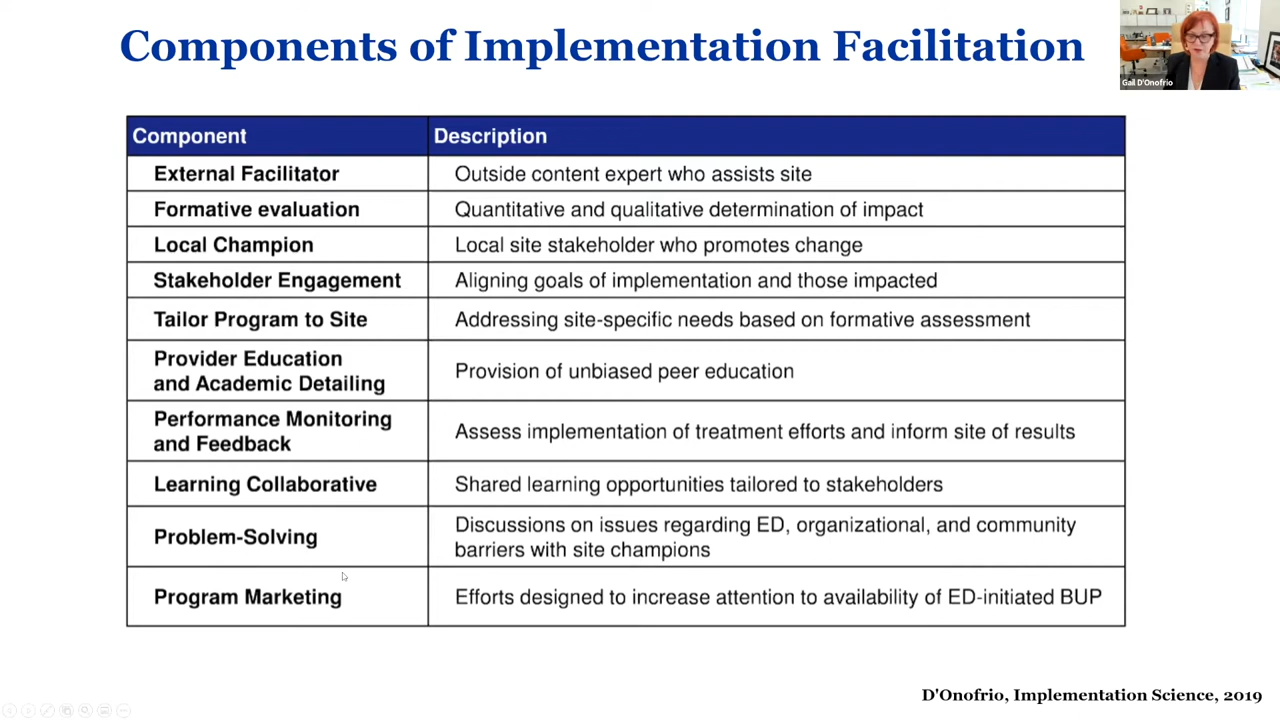 Components of Implementation Facilitation
Gail D'Onofrio
Component Description
External Facilitator Outside content expert who assists site
Formative evaluation Quantitative and qualitative determination of impact
Local Champion Local site stakeholder who promotes change
Stakeholder Engagement Aligning goals of implementation and those impacted
Tailor Program to Site Addressing site-specific needs based on formative assessment
Provider Education
and Academic Detailing
Provision of unbiased peer education
Performance Monitoring
and Feedback
Assess implementation of treatment efforts and inform site of results
Learning Collaborative Shared learning opportunities tailored to stakeholders
Problem-Solving
Discussions on issues regarding ED, organizational, and community
barriers with site champions
Program Marketing Efforts designed to increase attention to availability of ED-initiated BUP
D'Onofrio, Implementation Science, 2019